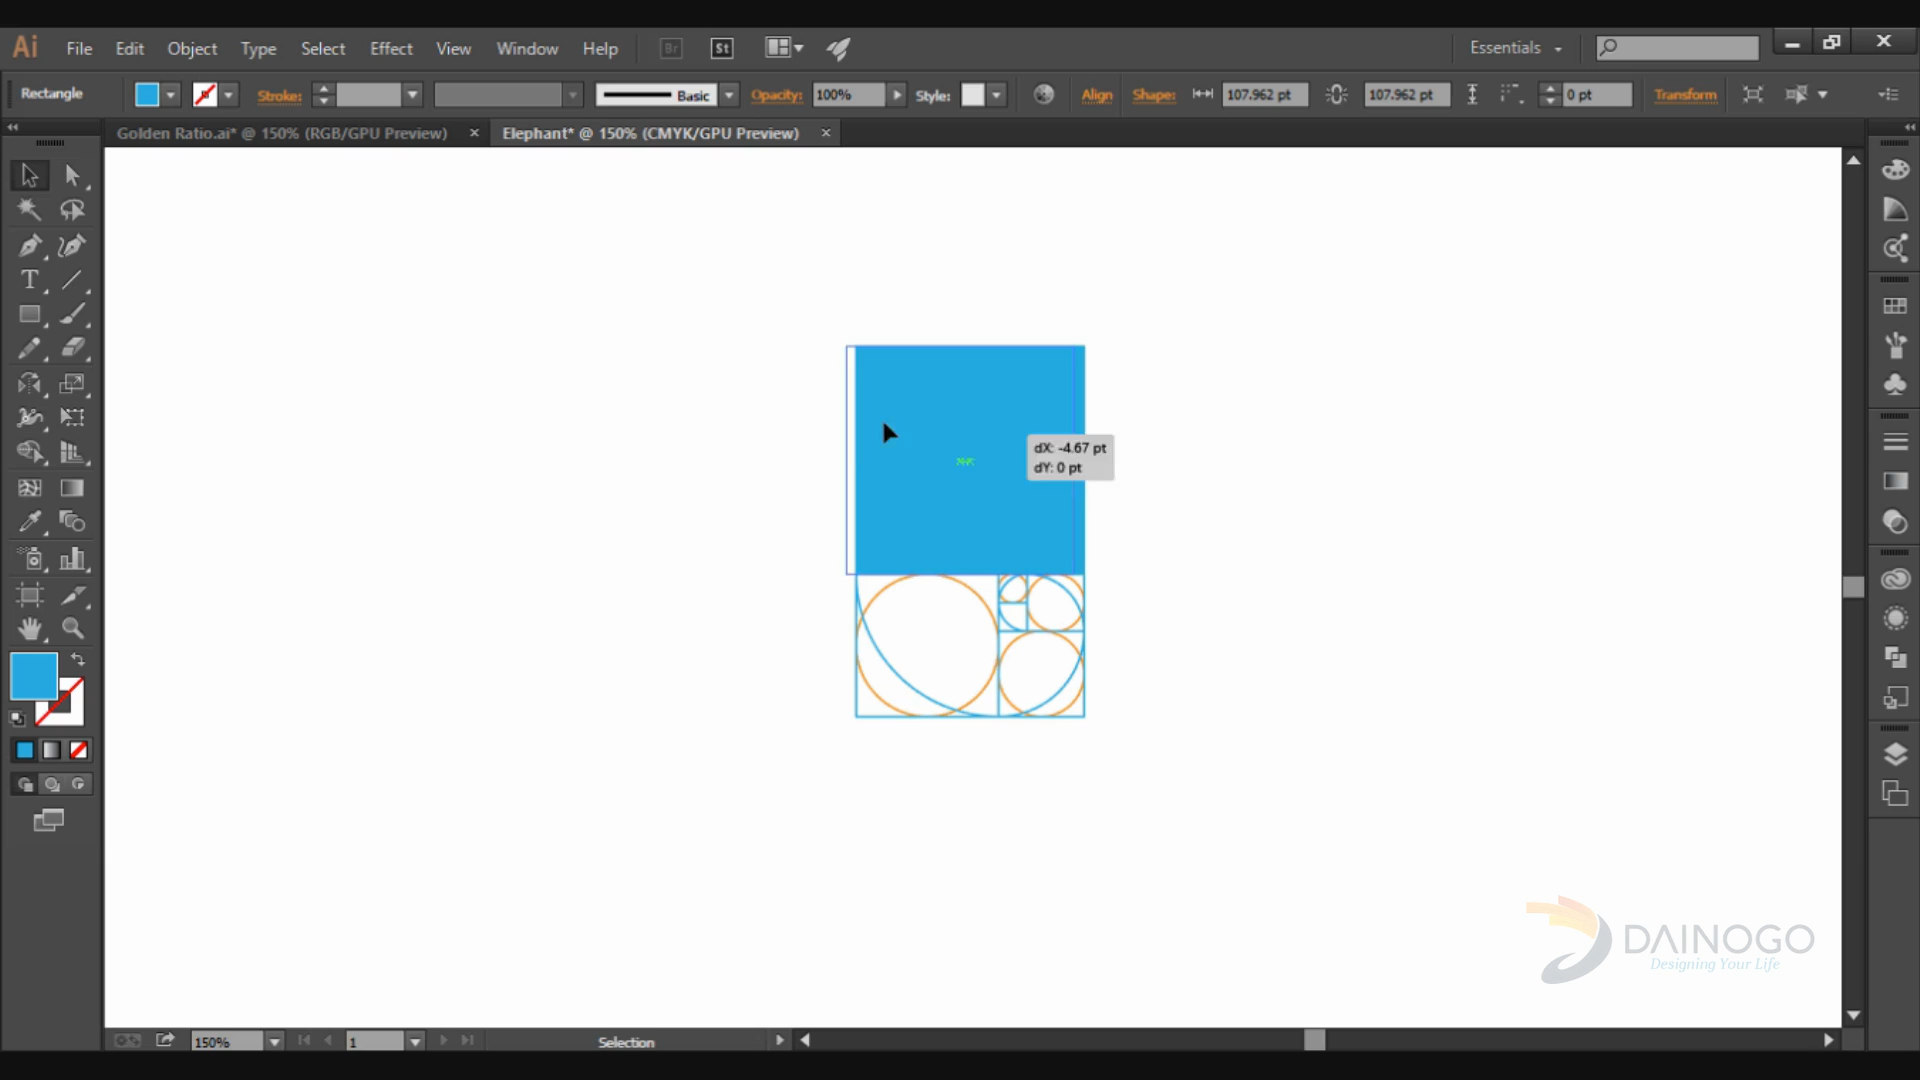 Ai File Edit Object Type Select Effect View Window Help Br St Essentials
Rectangle Stroke: Basic Opacity: 100% Style: Align Shape: 107.962 pt 107.962 pt 0 pt Transform
Golden Ratio.ai* @ 150% (RGB/GPU Preview) Elephant* @ 150% (CMYK/GPU Preview)
T
dX: -4.67 pt
dY: 0 pt
DAINOGO
Designing Your Life
150% 1 Selection